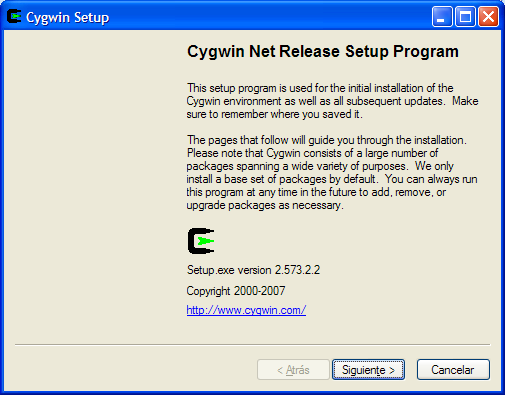 Cygwin Setup
Cygwin Net Release Setup Program
This setup program is used for the initial installation of the
Cygwin environment as well as all subsequent updates.  Make
sure to remember where you saved it.
The pages that follow will guide you through the installation.
Please note that Cygwin consists of a large number of
packages spanning a wide variety of purposes.  We only
install a base set of packages by default.  You can always run
this program at any time in the future to add, remove, or
upgrade packages as necessary.
Setup.exe version 2.573.2.2
Copyright 2000-2007
http://www.cygwin.com/
< Atrás
Siguiente >
Cancelar